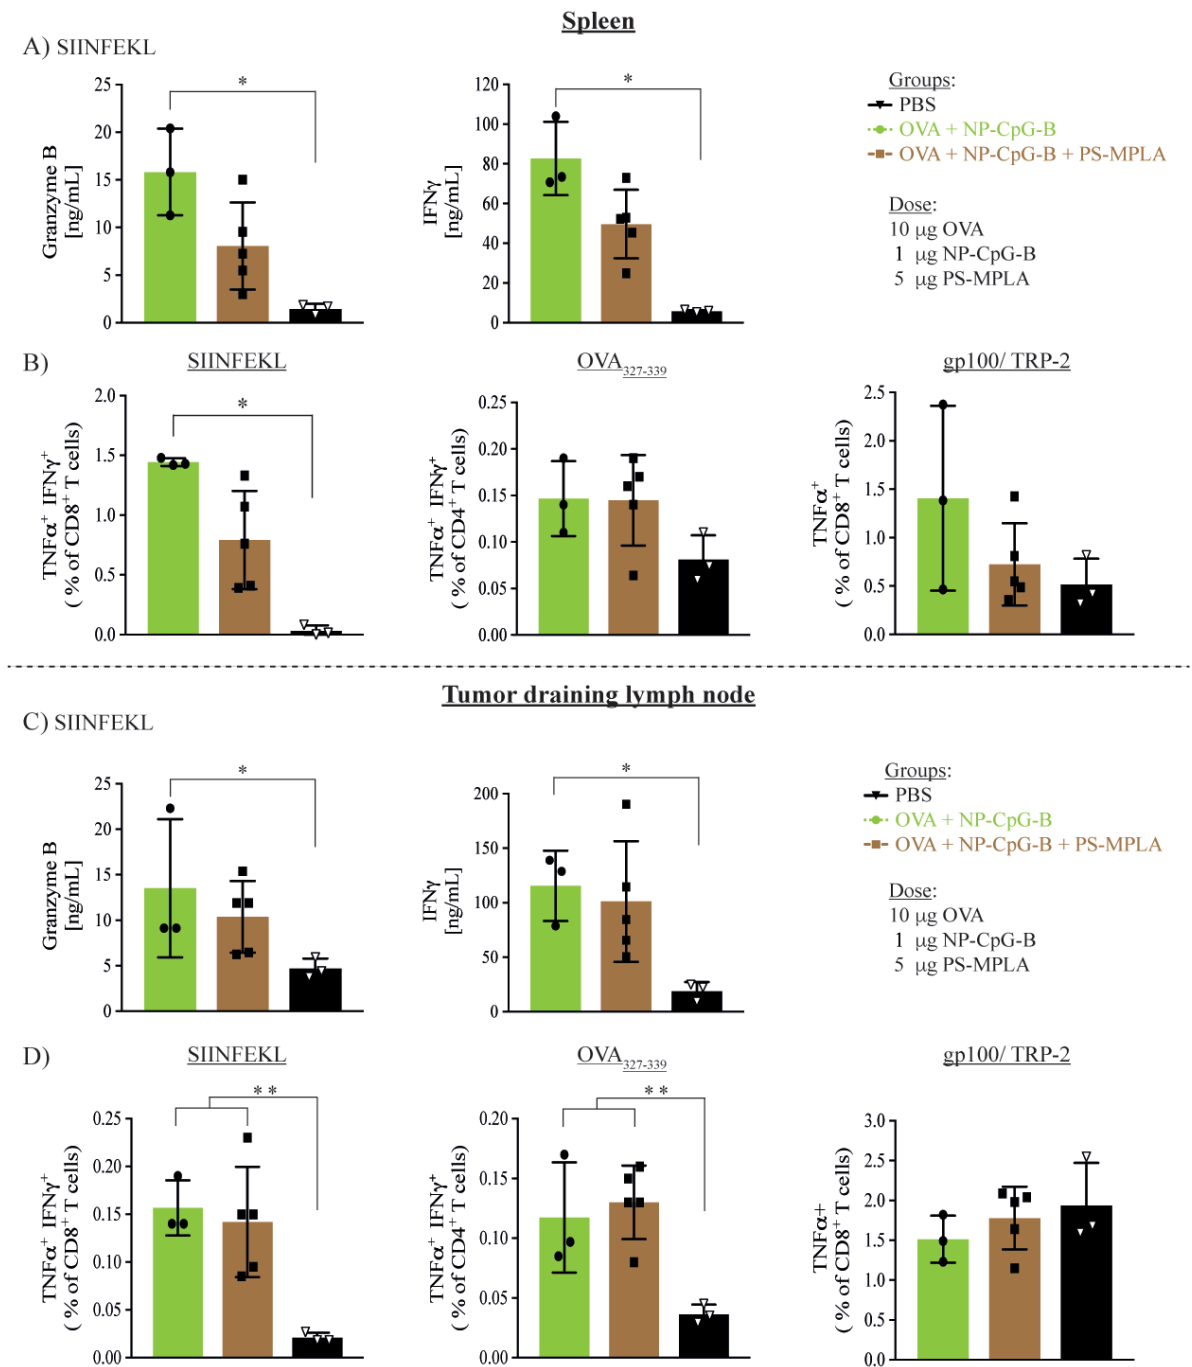 Spleen
A) SIINFEKL
Granzyme B
[ng/mL]
25
20
15
10
5
0
*
IFNγ
[ng/mL]
120
100
80
60
40
20
0
*
Groups:
PBS
OVA + NP-CpG-B
OVA + NP-CpG-B + PS-MPLA
Dose:
10 µg OVA
1 µg NP-CpG-B
5 µg PS-MPLA
B)
SIINFEKL
TNFα+ IFNγ+
( % of CD8+ T cells)
2.0
1.5
1.0
0.5
0.0
*
OVA327-339
TNFα+ IFNγ+
( % of CD4+ T cells)
0.25
0.20
0.15
0.10
0.05
0.00
gp100/ TRP-2
TNFα+
( % of CD8+ T cells)
2.5
2.0
1.5
1.0
0.5
0.0
Tumor draining lymph node
C) SIINFEKL
Granzyme B
[ng/mL]
25
20
15
10
5
0
*
IFNγ
[ng/mL]
200
150
100
50
0
*
Groups:
PBS
OVA + NP-CpG-B
OVA + NP-CpG-B + PS-MPLA
Dose:
10 µg OVA
1 µg NP-CpG-B
5 µg PS-MPLA
D)
SIINFEKL
TNFα+ IFNγ+
( % of CD8+ T cells)
0.25
0.20
0.15
0.10
0.05
0.00
* *
OVA327-339
TNFα+ IFNγ+
( % of CD4+ T cells)
0.20
0.15
0.10
0.05
0.00
* *
gp100/ TRP-2
TNFα+
( % of CD8+ T cells)
3.0
2.5
2.0
1.5
1.0
0.5
0.0